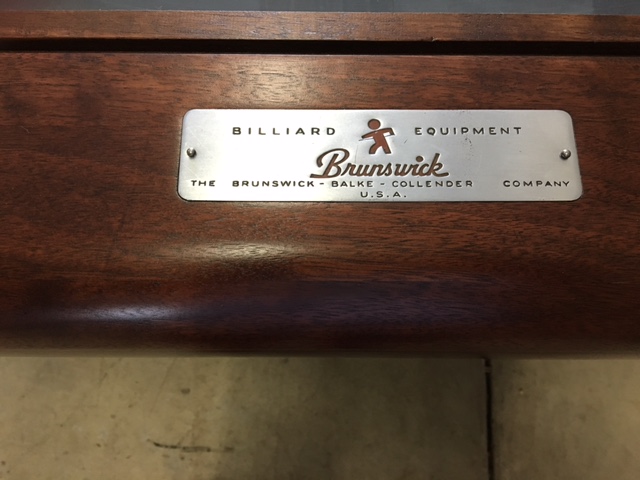 BILLIARD EQUIPMENT
Brunswick
THE BRUNSWICK - BALKE - COLLENDER COMPANY
U.S.A.